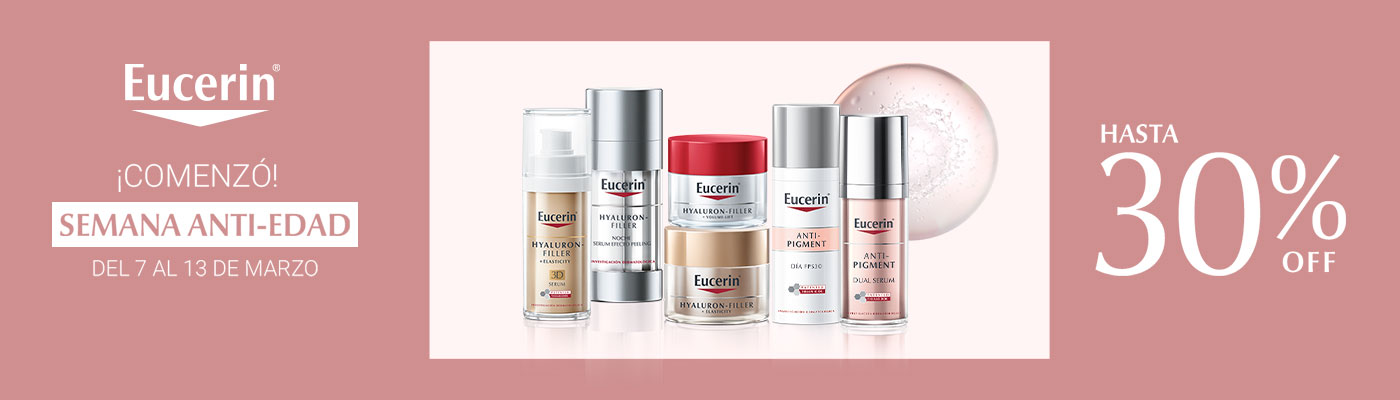 Eucerin®
¡COMENZÓ!
SEMANA ANTI-EDAD
DEL 7 AL 13 DE MARZO
Eucerin
HYALURON-
FILLER
+ ELASTICITY
3D
SERUM
Eucerin
HYALURON-
FILLER
NOCHE
SERUM EFECTO PEELING
INVESTIGACIÓN DERMATOLÓGICA
Eucerin
HYALURON-FILLER
+ VOLUME-LIFT
Eucerin
HYALURON-FILLER
+ ELASTICITY
Eucerin
ANTI-
PIGMENT
DÍA FPS30
Eucerin
ANTI-
PIGMENT
DUAL SERUM
HASTA
30%
OFF